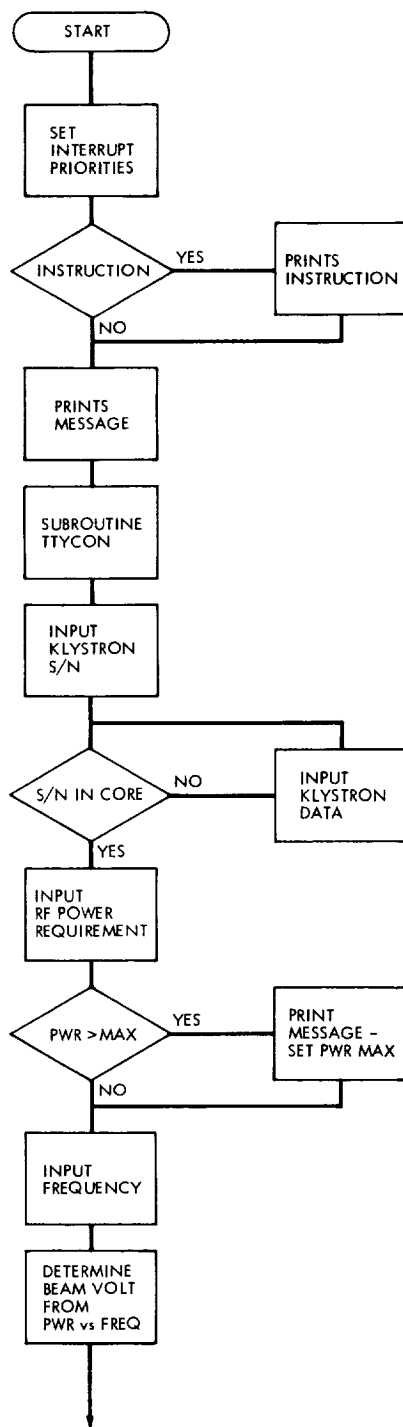 START
SET
INTERRUPT
PRIORITIES
INSTRUCTION
YES
PRINTS
INSTRUCTION
NO
PRINTS
MESSAGE
SUBROUTINE
TTYCON
INPUT
KLYSTRON
S/N
S/N IN CORE
NO
INPUT
KLYSTRON
DATA
YES
INPUT
RF POWER
REQUIREMENT
PWR > MAX
YES
PRINT
MESSAGE –
SET PWR MAX
NO
INPUT
FREQUENCY
DETERMINE
BEAM VOLT
FROM
PWR vs FREQ